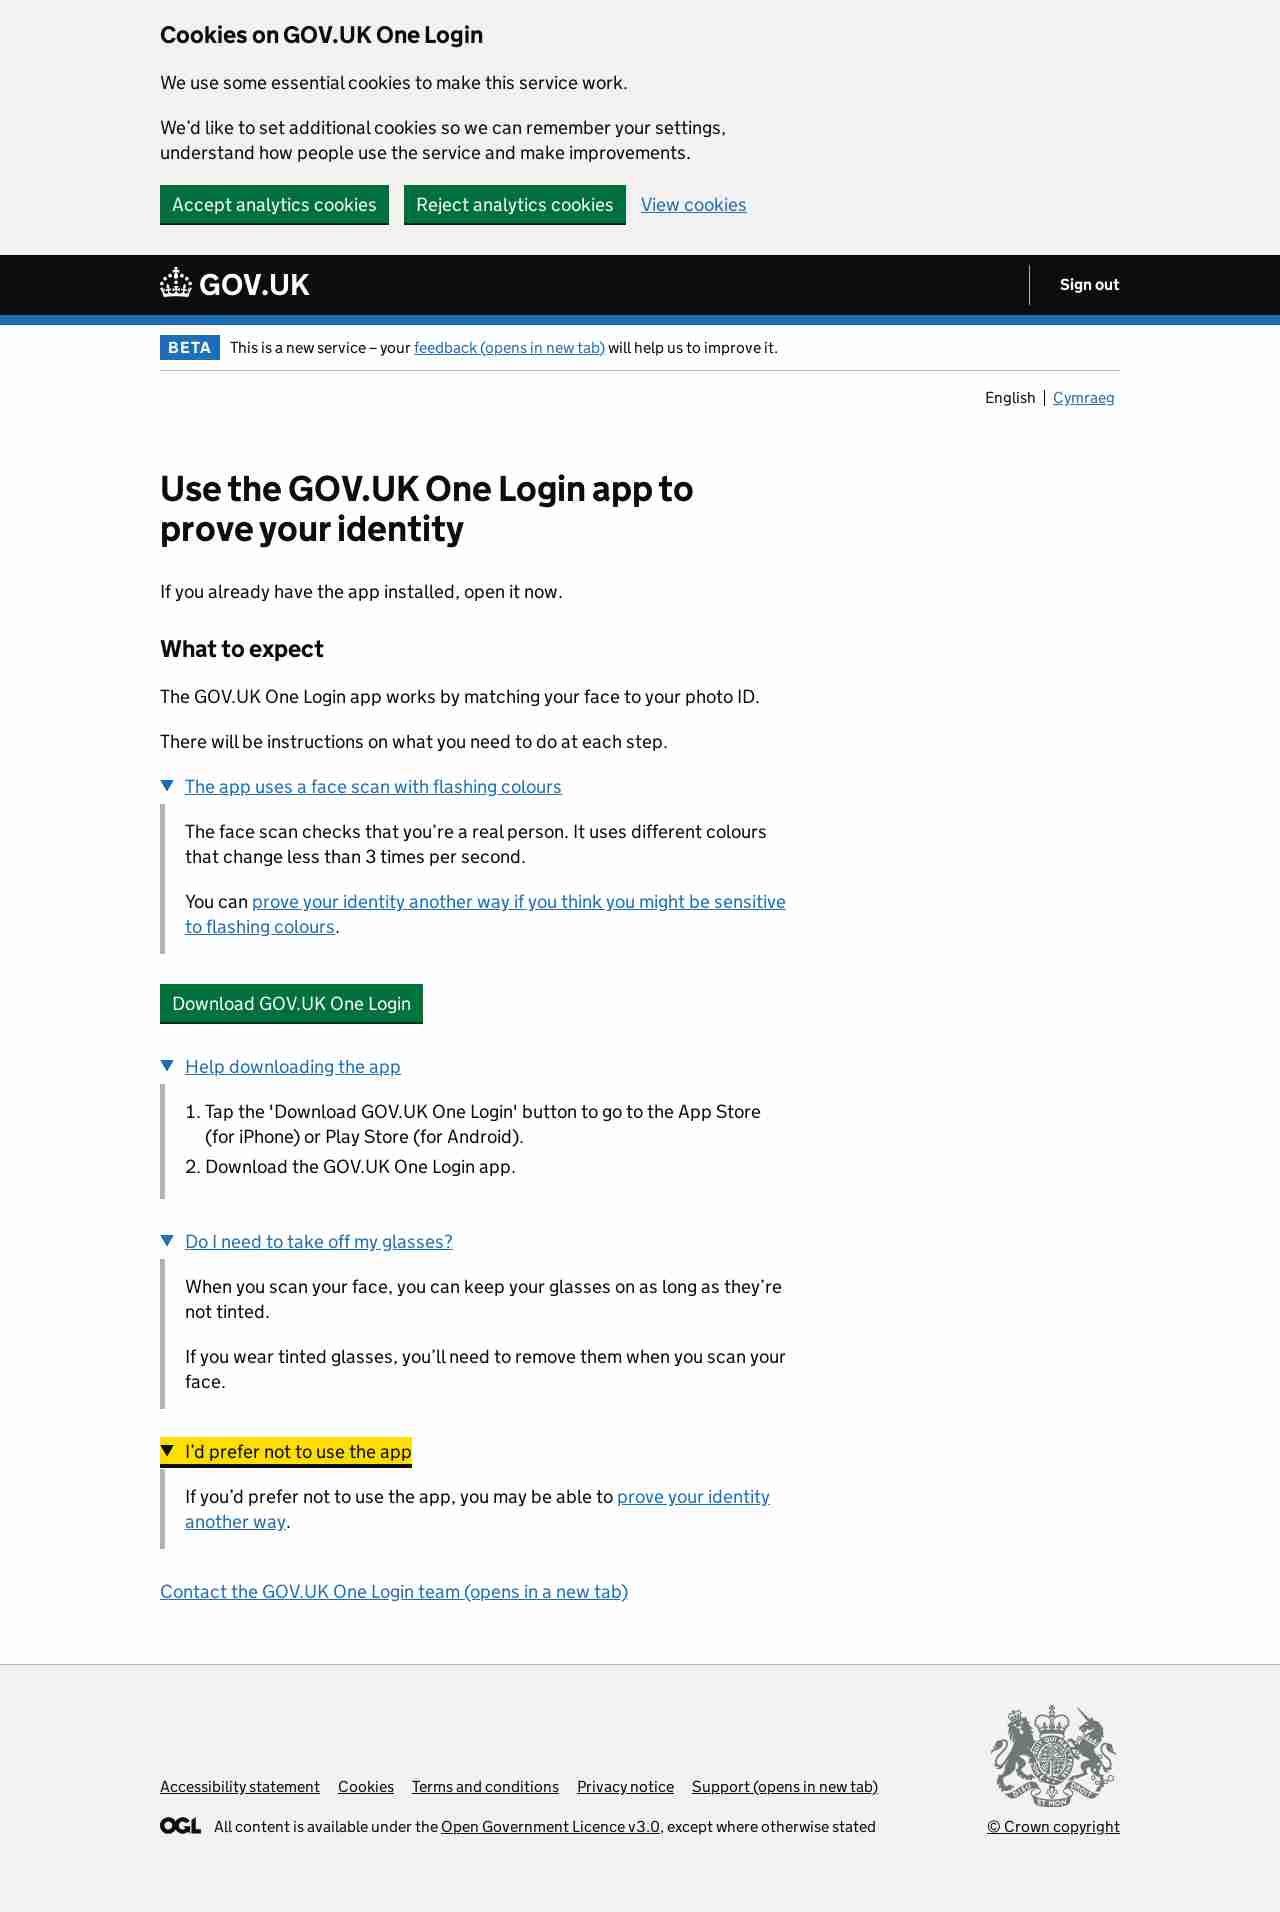 Cookies on GOV.UK One Login
We use some essential cookies to make this service work.
We’d like to set additional cookies so we can remember your settings,
understand how people use the service and make improvements.
Accept analytics cookies Reject analytics cookies View cookies
GOV.UK Sign out
BETA This is a new service – your feedback (opens in new tab) will help us to improve it.
English Cymraeg
Use the GOV.UK One Login app to
prove your identity
If you already have the app installed, open it now.
What to expect
The GOV.UK One Login app works by matching your face to your photo ID.
There will be instructions on what you need to do at each step.
The app uses a face scan with flashing colours
The face scan checks that you’re a real person. It uses different colours
that change less than 3 times per second.
You can prove your identity another way if you think you might be sensitive
to flashing colours.
Download GOV.UK One Login
Help downloading the app
1. Tap the 'Download GOV.UK One Login' button to go to the App Store
(for iPhone) or Play Store (for Android).
2. Download the GOV.UK One Login app.
Do I need to take off my glasses?
When you scan your face, you can keep your glasses on as long as they’re
not tinted.
If you wear tinted glasses, you’ll need to remove them when you scan your
face.
I’d prefer not to use the app
If you’d prefer not to use the app, you may be able to prove your identity
another way.
Contact the GOV.UK One Login team (opens in a new tab)
Accessibility statement Cookies Terms and conditions Privacy notice Support (opens in new tab)
OGL All content is available under the Open Government Licence v3.0, except where otherwise stated
© Crown copyright